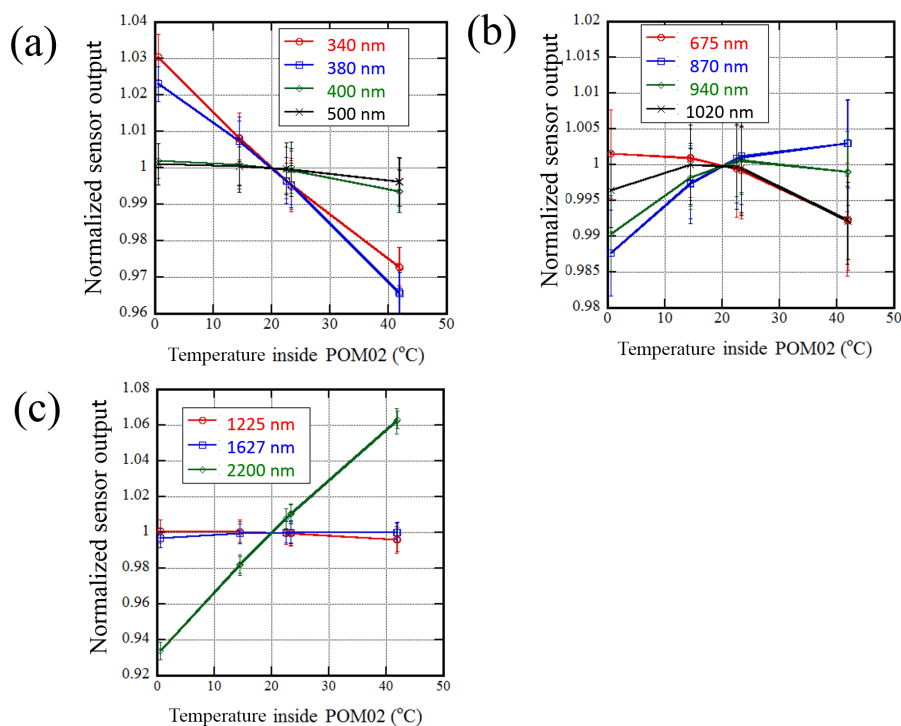 (a)
Normalized sensor output
1.04
1.03
1.02
1.01
1
0.99
0.98
0.97
0.96
340 nm
380 nm
400 nm
500 nm
0
10
20
30
40
50
Temperature inside POM02 (°C)
(b)
Normalized sensor output
1.02
1.015
1.01
1.005
1
0.995
0.99
0.985
0.98
675 nm
870 nm
940 nm
1020 nm
0
10
20
30
40
50
Temperature inside POM02 (°C)
(c)
Normalized sensor output
1.08
1.06
1.04
1.02
1
0.98
0.96
0.94
0.92
1225 nm
1627 nm
2200 nm
0
10
20
30
40
50
Temperature inside POM02 (°C)